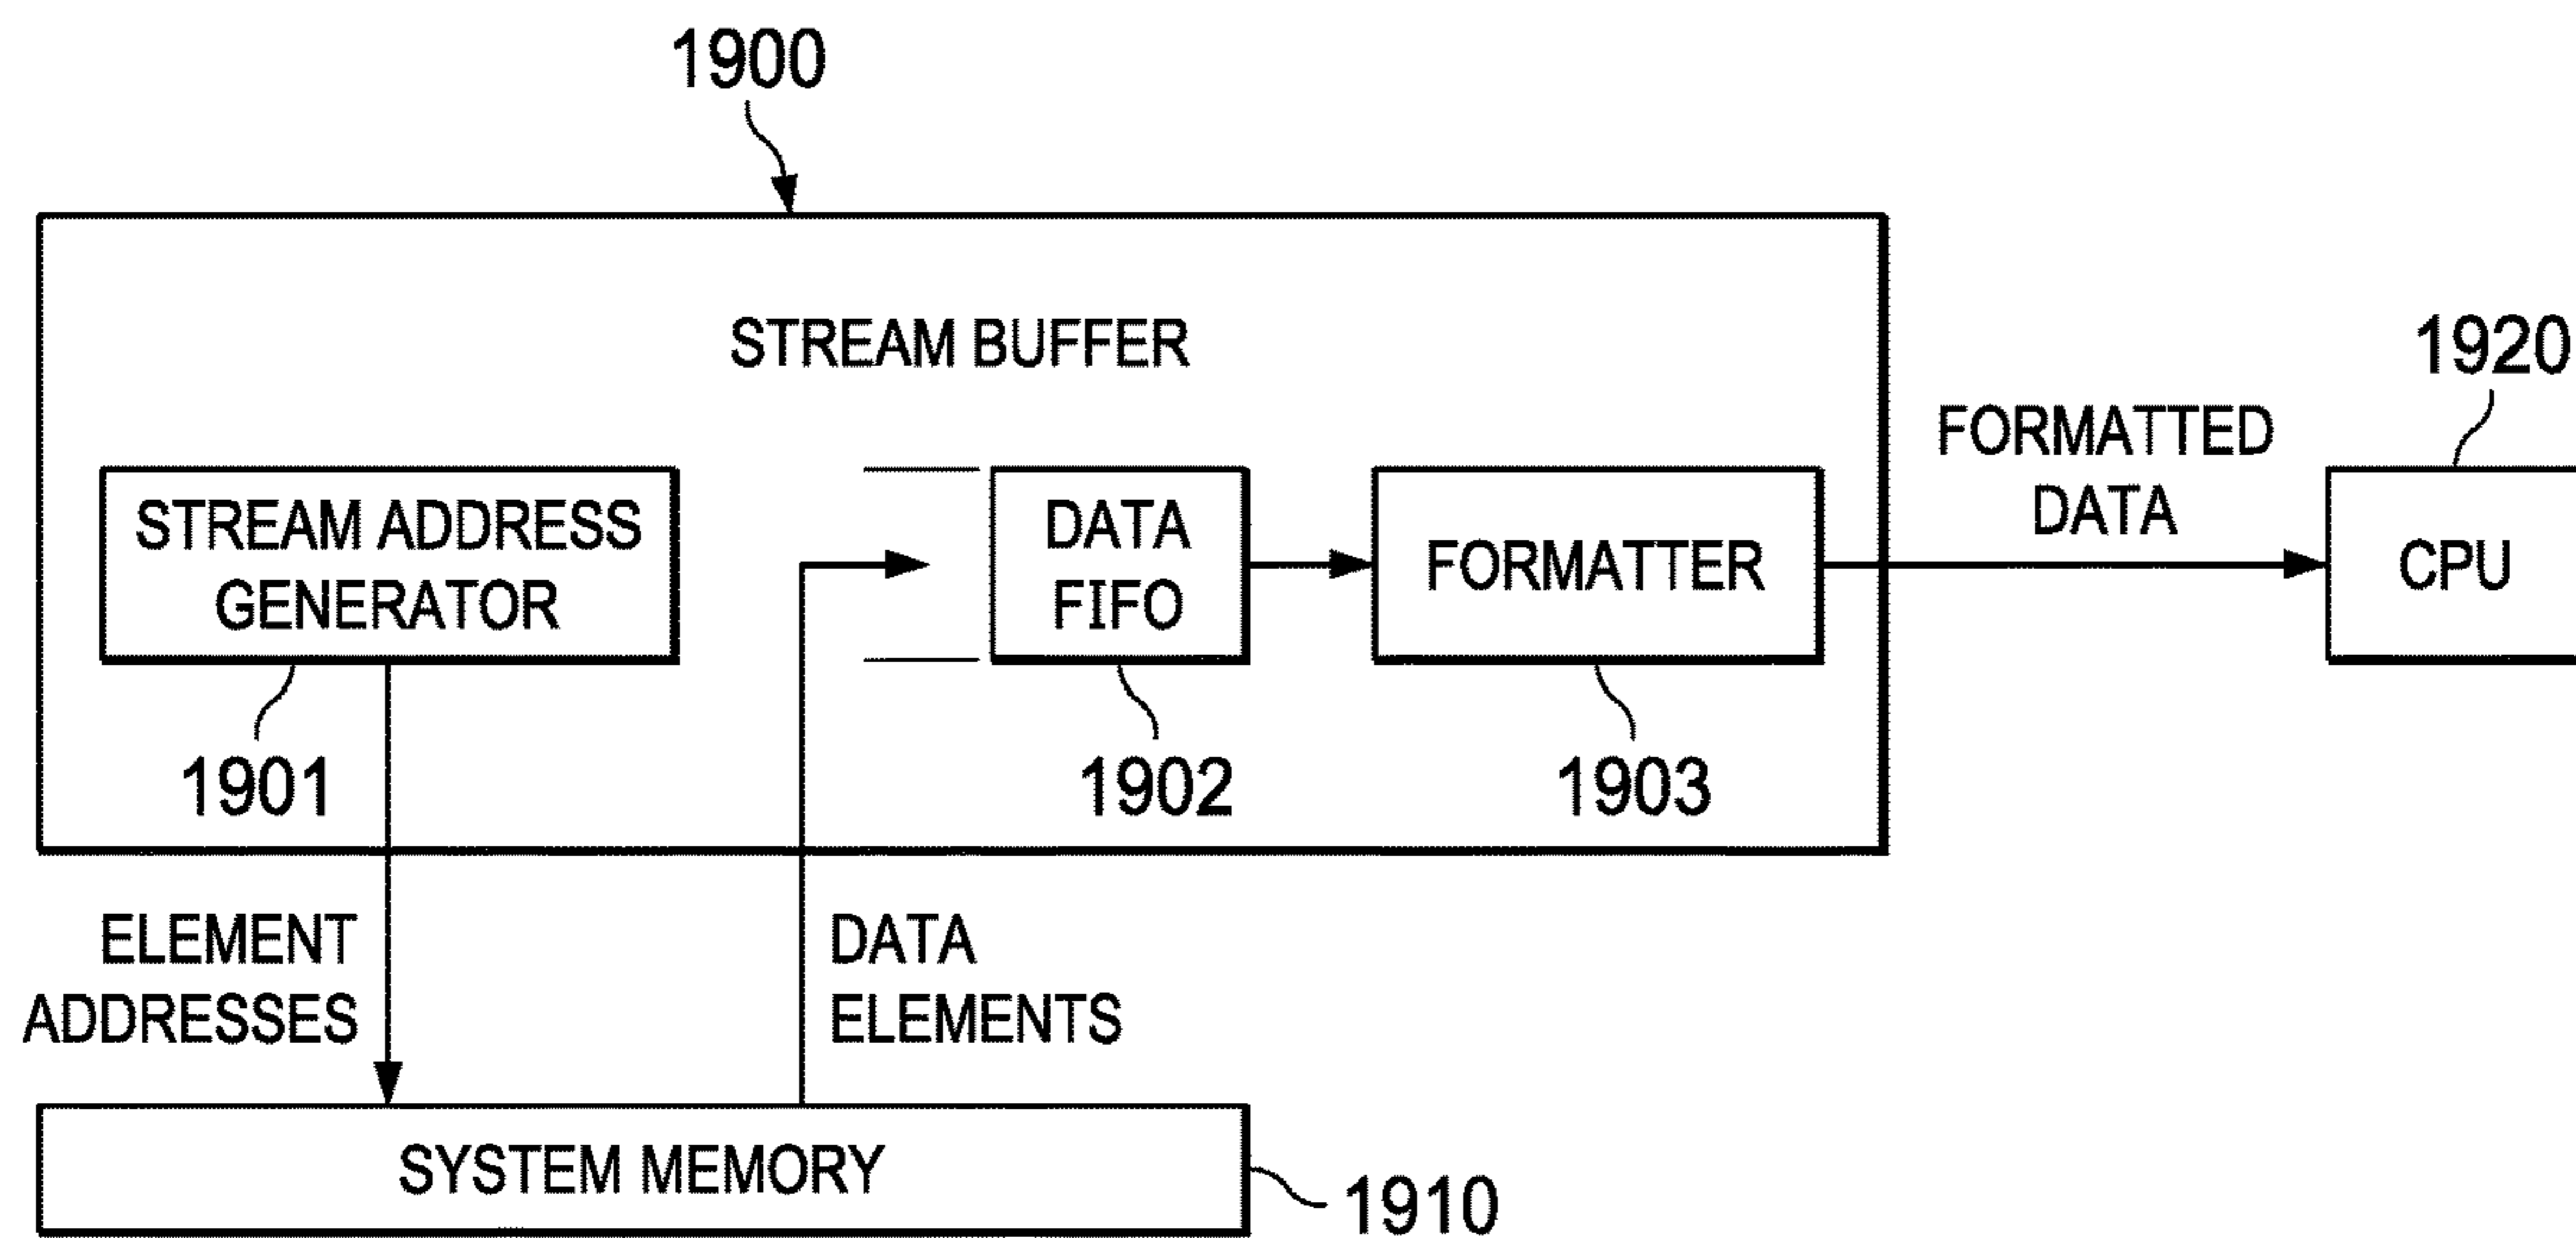 1900
STREAM BUFFER
1920
FORMATTED
DATA
STREAM ADDRESS
GENERATOR
DATA
FIFO
FORMATTER
CPU
1901
1902
1903
ELEMENT
ADDRESSES
DATA
ELEMENTS
SYSTEM MEMORY
1910